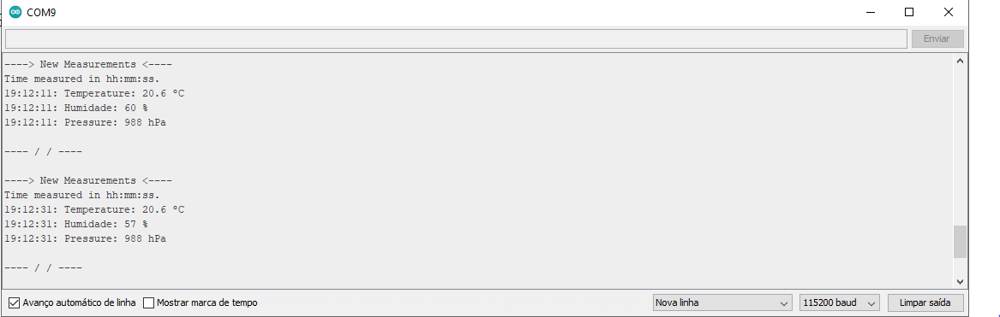 COM9
Enviar
----> New Measurements <----
Time measured in hh:mm:ss.
19:12:11: Temperature: 20.6 ºC
19:12:11: Humidade: 60 %
19:12:11: Pressure: 988 hPa
---- / / ----
----> New Measurements <----
Time measured in hh:mm:ss.
19:12:31: Temperature: 20.6 ºC
19:12:31: Humidade: 57 %
19:12:31: Pressure: 988 hPa
---- / / ----
Avanço automático de linha Mostrar marca de tempo Nova linha 115200 baud Limpar saída